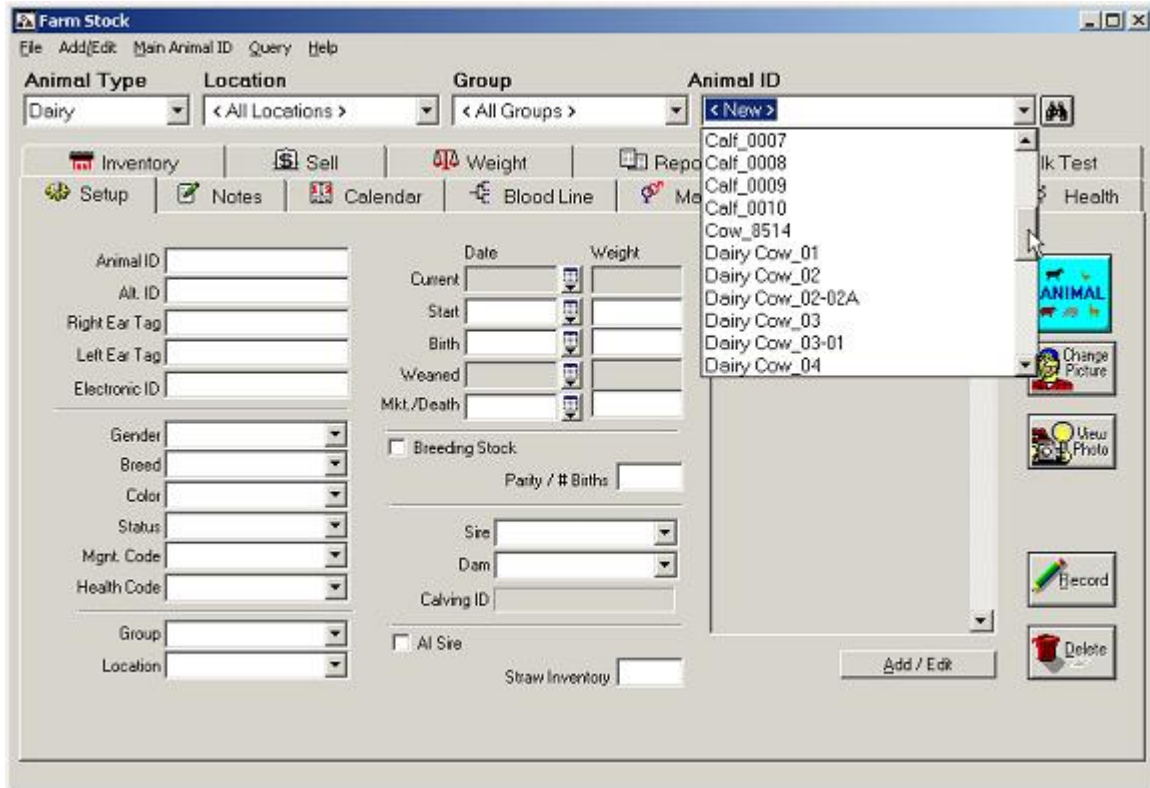 Farm Stock
File Add/Edit Main Animal ID Query Help
Animal Type Location Group Animal ID
Dairy < All Locations > < All Groups > < New >
Calf_0007
Calf_0008
Calf_0009
Calf_0010
Cow_8514
Dairy Cow_01
Dairy Cow_02
Dairy Cow_02-02A
Dairy Cow_03
Dairy Cow_03-01
Dairy Cow_04
Inventory Sell Weight Test
Setup Notes Calendar Blood Line Health
Animal ID
Alt. ID
Right Ear Tag
Left Ear Tag
Electronic ID
Gender
Breed
Color
Status
Mgnt. Code
Health Code
Group
Location
Date Weight
Current
Start
Birth
Weaned
Mkt./Death
Breeding Stock
Parity / # Births
Sire
Dam
Calving ID
AI Sire
Straw Inventory
Add / Edit
ANIMAL
Change
Picture
View
Photo
Record
Delete